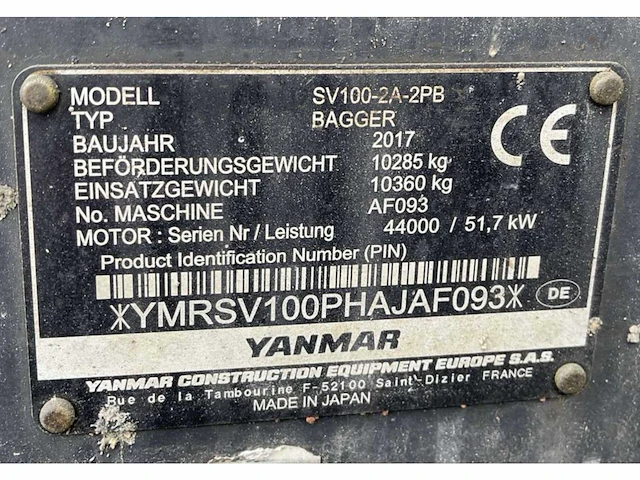 MODELL SV100-2A-2PB
TYP BAGGER
BAUJAHR 2017
BEFÖRDERUNGSGEWICHT 10285 kg
EINSATZGEWICHT 10360 kg
No. MASCHINE AF093
MOTOR : Serien Nr / Leistung 44000 / 51,7 kW
Product Identification Number (PIN)
*YMRSV100PHAJAF093*
DE
YANMAR
YANMAR CONSTRUCTION EQUIPMENT EUROPE S.A.S.
Rue de la Tambourine F-52100 Saint-Dizier FRANCE
MADE IN JAPAN
CE